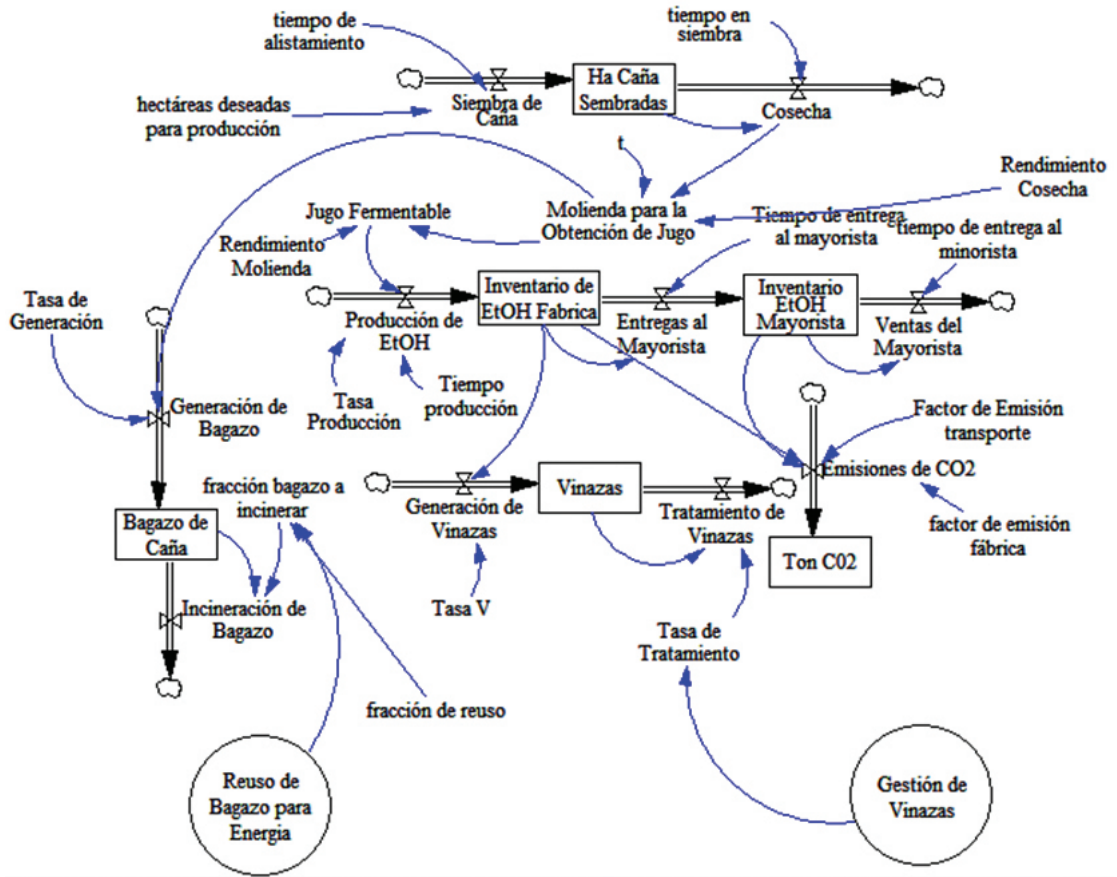 tiempo de
alistamiento
tiempo en
siembra
Ha Caña
Sembradas
Siembra de
Caña
Cosecha
hectáreas deseadas
para producción
t
Rendimiento
Cosecha
Molienda para la
Obtención de Jugo
Jugo Fermentable
Rendimiento
Molienda
Tiempo de entrega
al mayorista
tiempo de entrega al
minorista
Tasa de
Generación
Inventario de
EtOH Fabrica
Inventario
EtOH
Mayorista
Producción de
EtOH
Entregas al
Mayorista
Ventas del
Mayorista
Tasa
Producción
Tiempo
producción
Generación de
Bagazo
Factor de Emisión
transporte
Emisiones de CO2
fracción bagazo a
incinerar
Vinazas
Generación de
Vinazas
Tratamiento de
Vinazas
factor de emisión
fábrica
Bagazo de
Caña
Ton C02
Incineración de
Bagazo
Tasa V
Tasa de
Tratamiento
fracción de reuso
Reuso de
Bagazo para
Energia
Gestión de
Vinazas